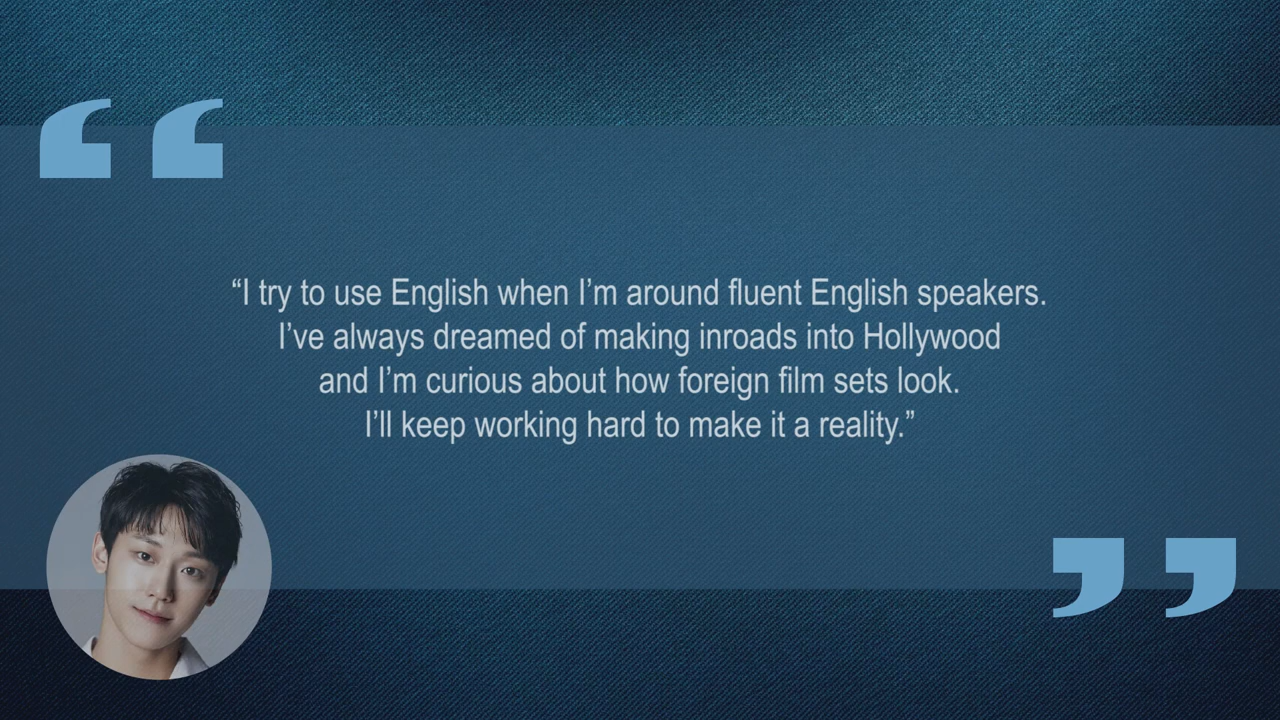 “I try to use English when I’m around fluent English speakers.
I’ve always dreamed of making inroads into Hollywood
and I’m curious about how foreign film sets look.
I’ll keep working hard to make it a reality.”